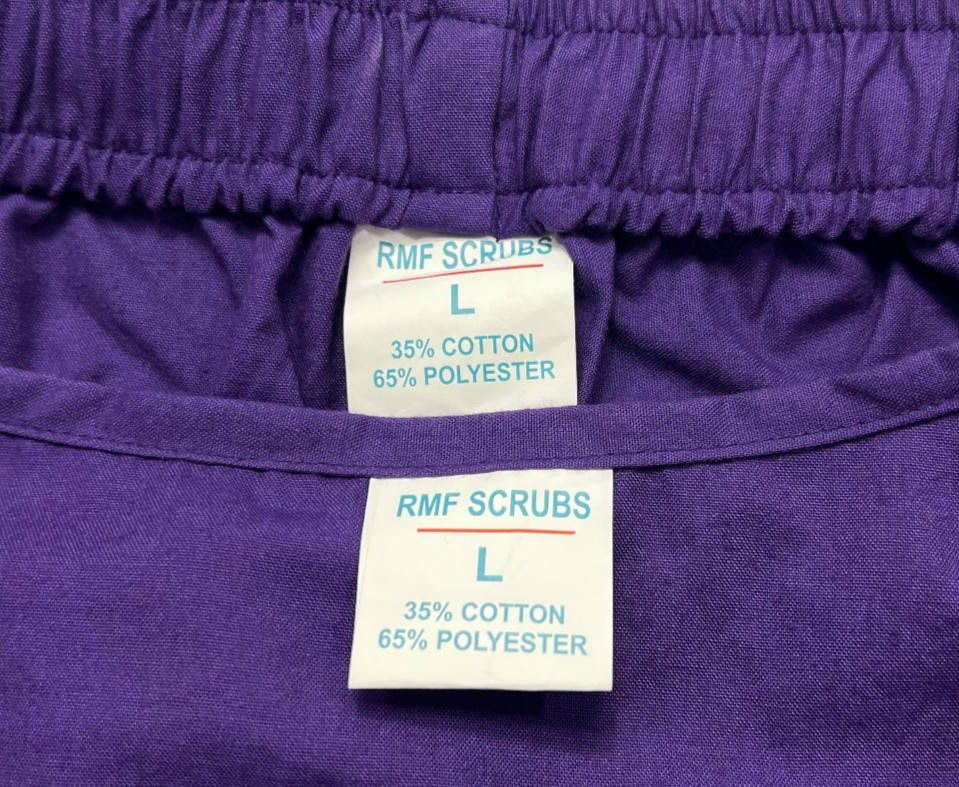 RMF SCRUBS
L
35% COTTON
65% POLYESTER
RMF SCRUBS
L
35% COTTON
65% POLYESTER